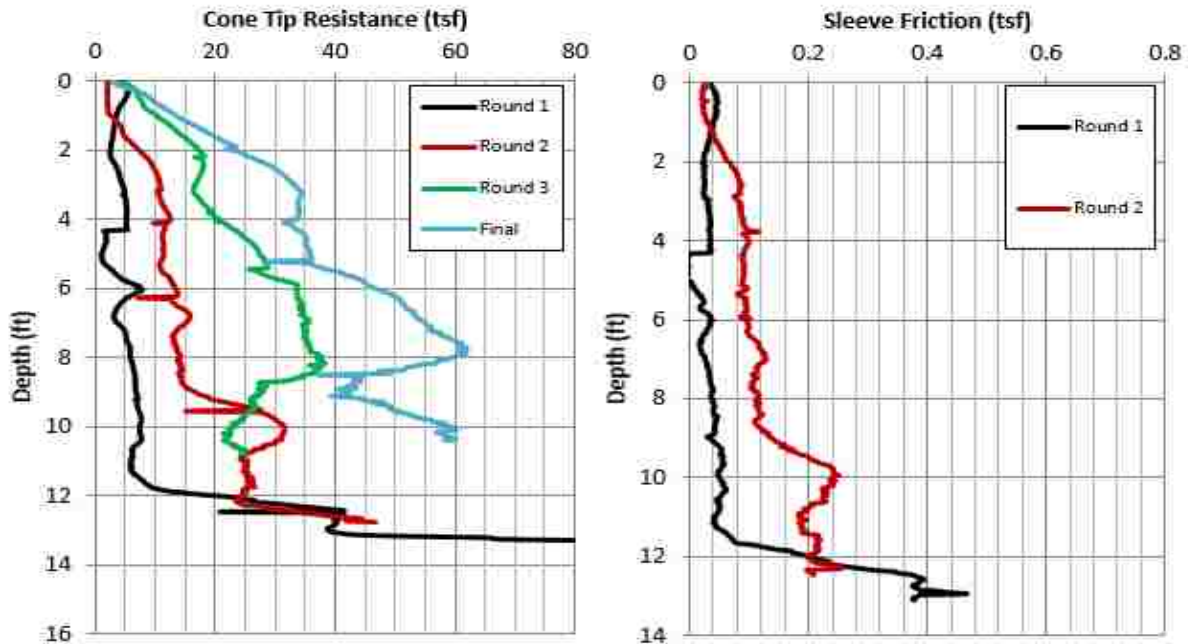 Cone Tip Resistance (tsf)
0 20 40 60 80
Depth (ft)
0
2
4
6
8
10
12
14
16
Round 1
Round 2
Round 3
Final
Sleeve Friction (tsf)
0 0.2 0.4 0.6 0.8
Depth (ft)
0
2
4
6
8
10
12
14
Round 1
Round 2